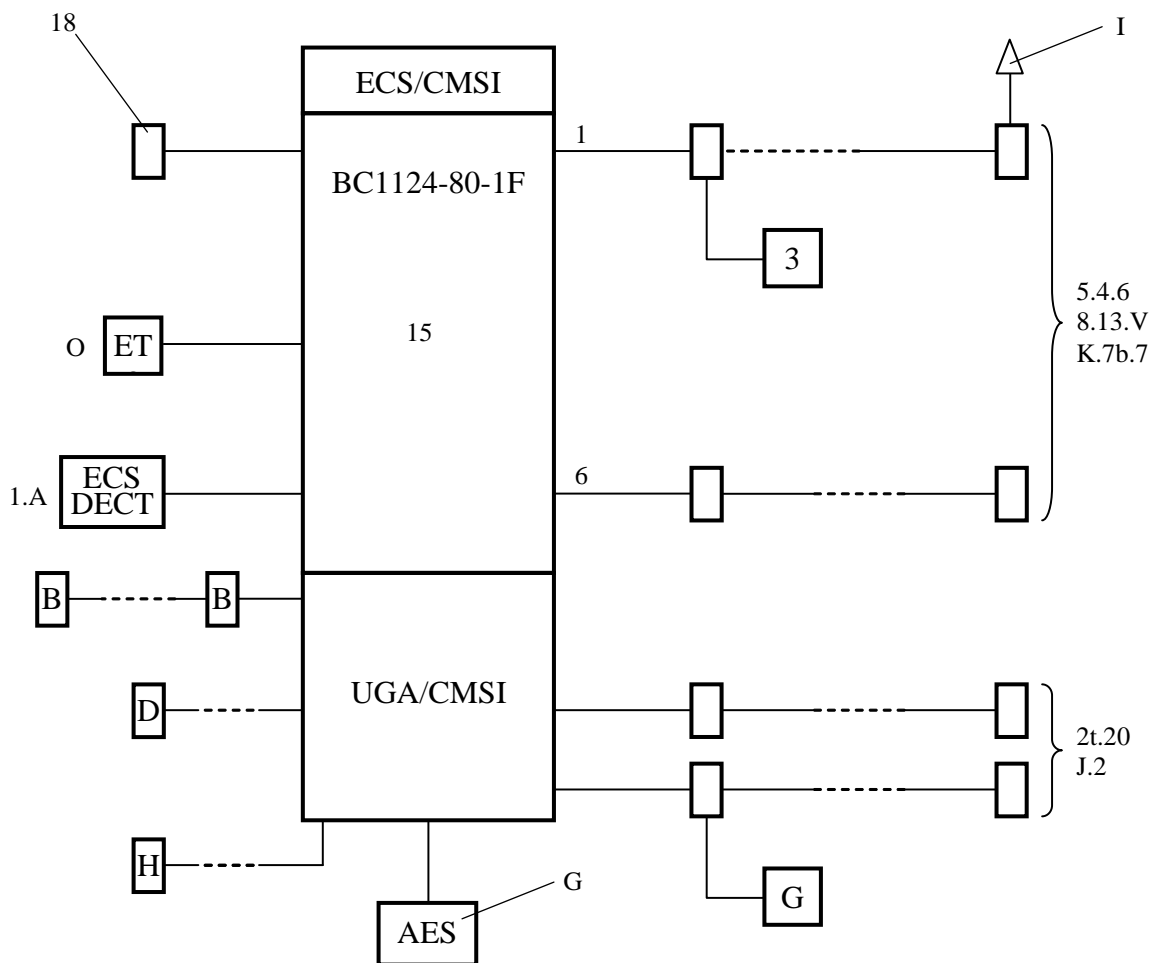 18
I
ECS/CMSI
1
BC1124-80-1F
3
5.4.6
8.13.V
K.7b.7
15
O
ET
1.A
ECS
DECT
6
B
B
D
UGA/CMSI
2t.20
J.2
H
G
G
AES